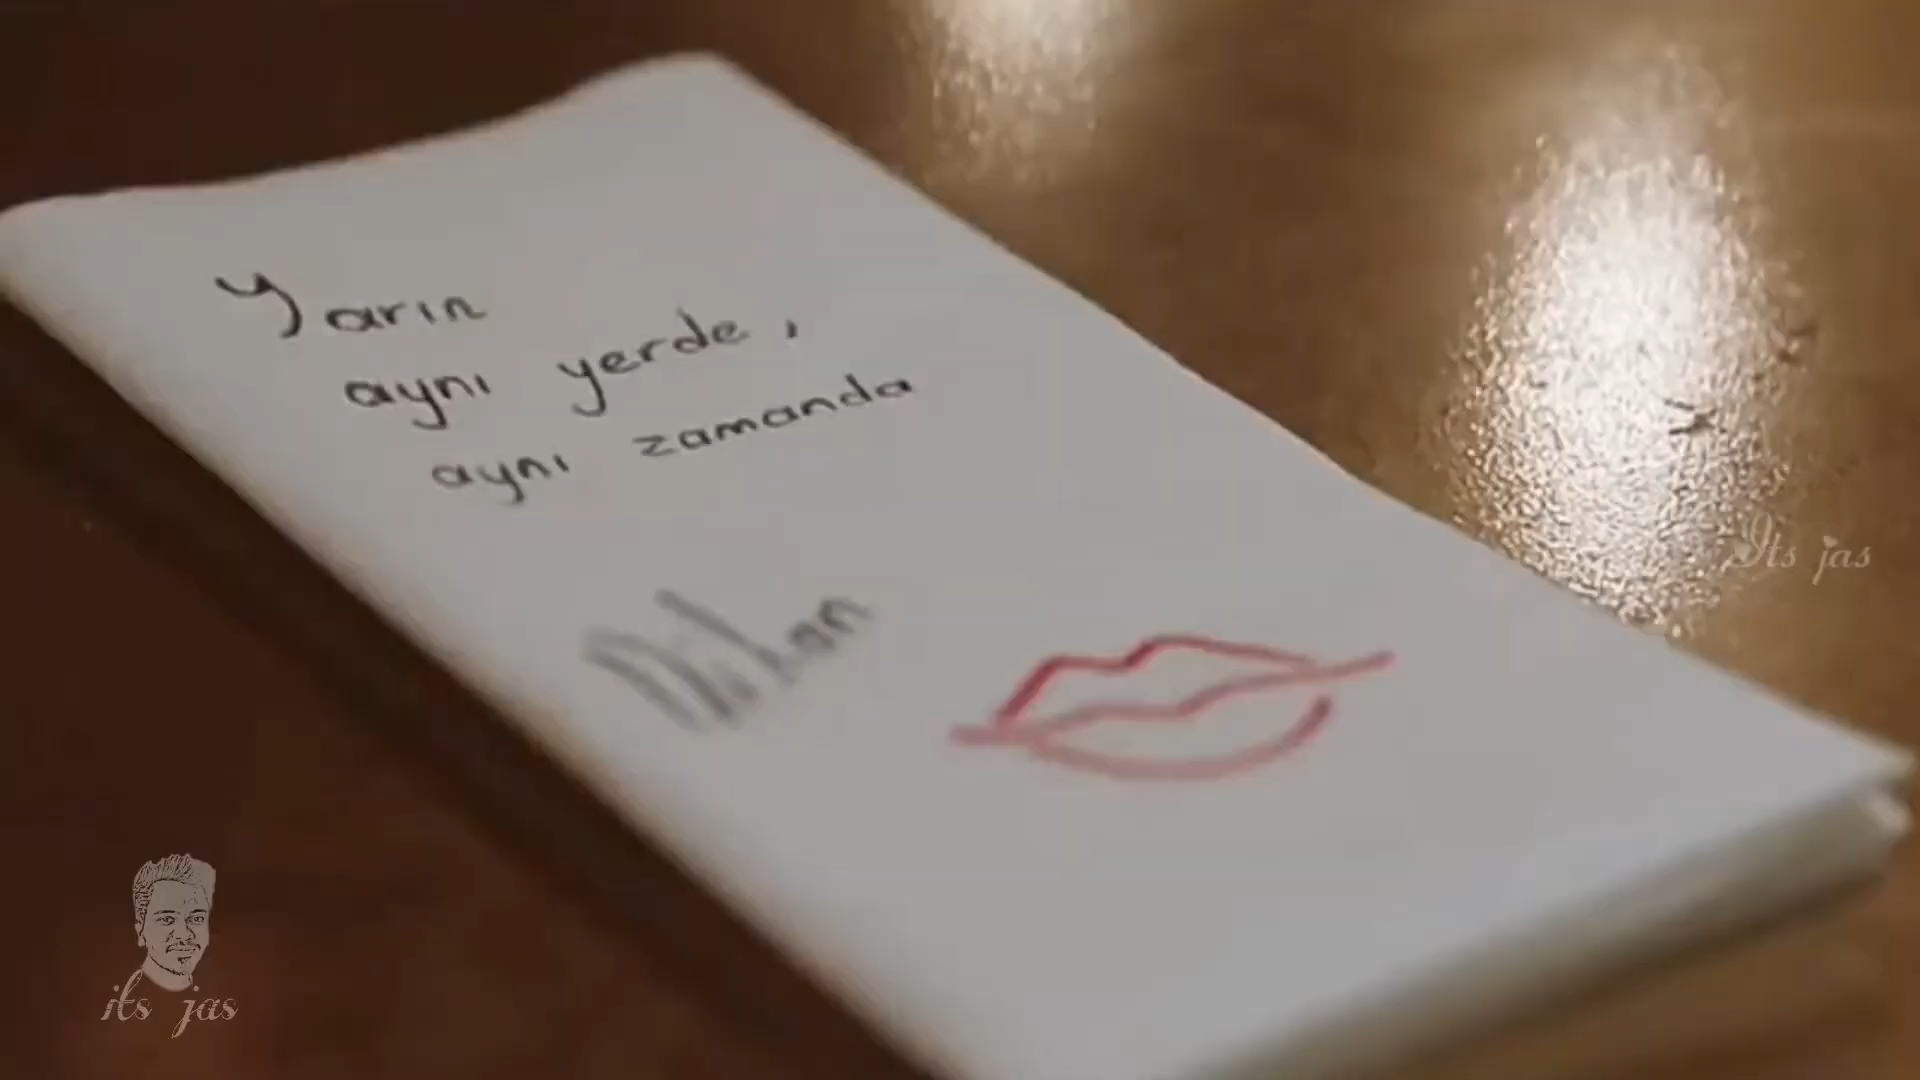 Yarın
aynı yerde,
aynı zamanda
Its jas
its jas